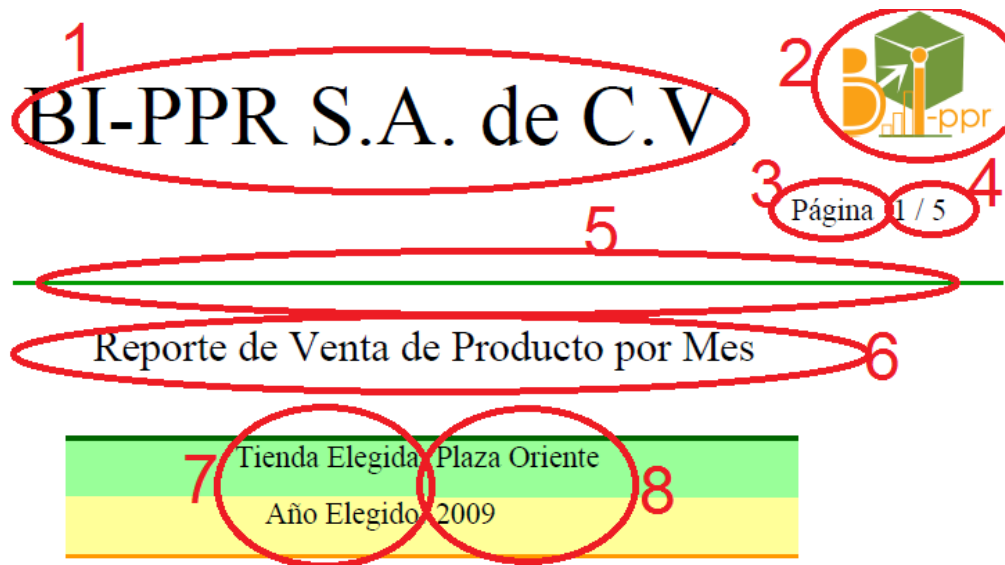 1
BI-PPR S.A. de C.V.
2
Bi-ppr
3
Página 1 / 5
4
5
Reporte de Venta de Producto por Mes
6
7
Tienda Elegida Plaza Oriente
8
Año Elegido 2009